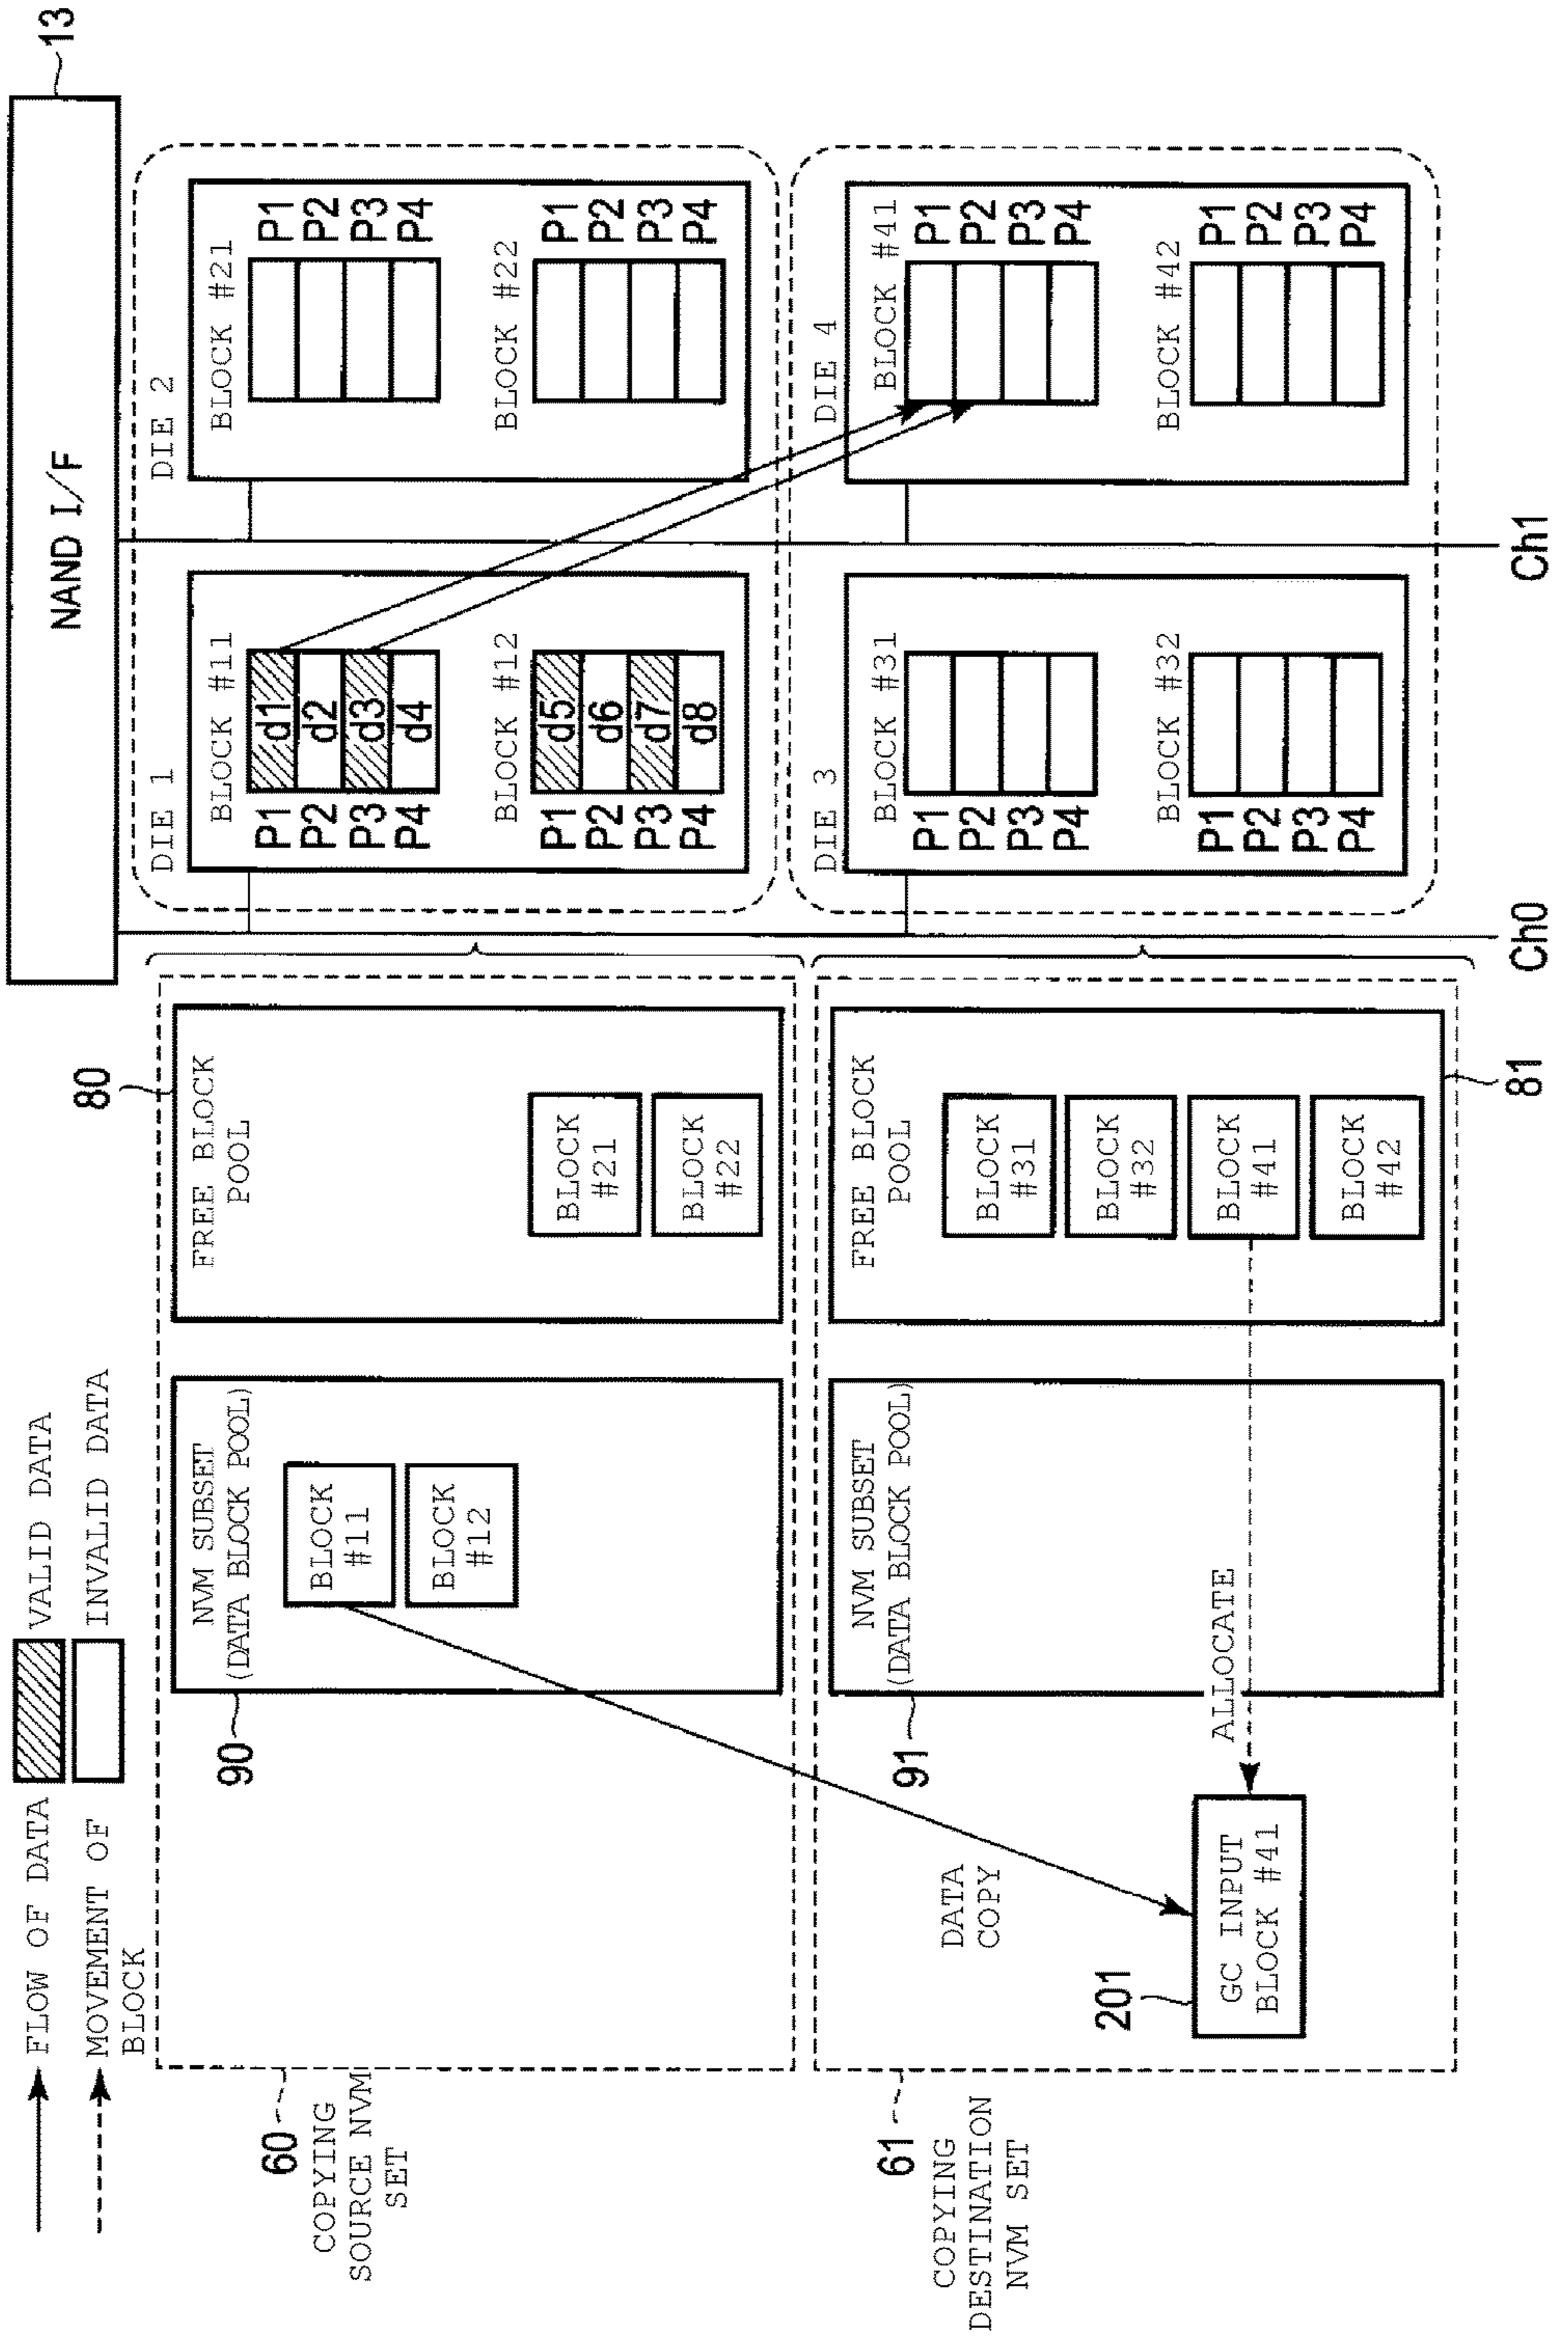 FLOW OF DATA
VALID DATA
MOVEMENT OF
BLOCK
INVALID DATA
NAND I/F
13
60
COPYING
SOURCE NVM
SET
90
NVM SUBSET
(DATA BLOCK POOL)
BLOCK
#11
BLOCK
#12
80
FREE BLOCK
POOL
BLOCK
#21
BLOCK
#22
DIE 1
BLOCK #11
P1 d1
P2 d2
P3 d3
P4 d4
BLOCK #12
P1 d5
P2 d6
P3 d7
P4 d8
DIE 2
BLOCK #21
P1
P2
P3
P4
BLOCK #22
P1
P2
P3
P4
61
COPYING
DESTINATION
NVM SET
DATA
COPY
201
GC INPUT
BLOCK #41
ALLOCATE
91
NVM SUBSET
(DATA BLOCK POOL)
FREE BLOCK
POOL
BLOCK
#31
BLOCK
#32
BLOCK
#41
BLOCK
#42
81
DIE 3
BLOCK #31
P1
P2
P3
P4
BLOCK #32
P1
P2
P3
P4
DIE 4
BLOCK #41
P1
P2
P3
P4
BLOCK #42
P1
P2
P3
P4
Ch0
Ch1